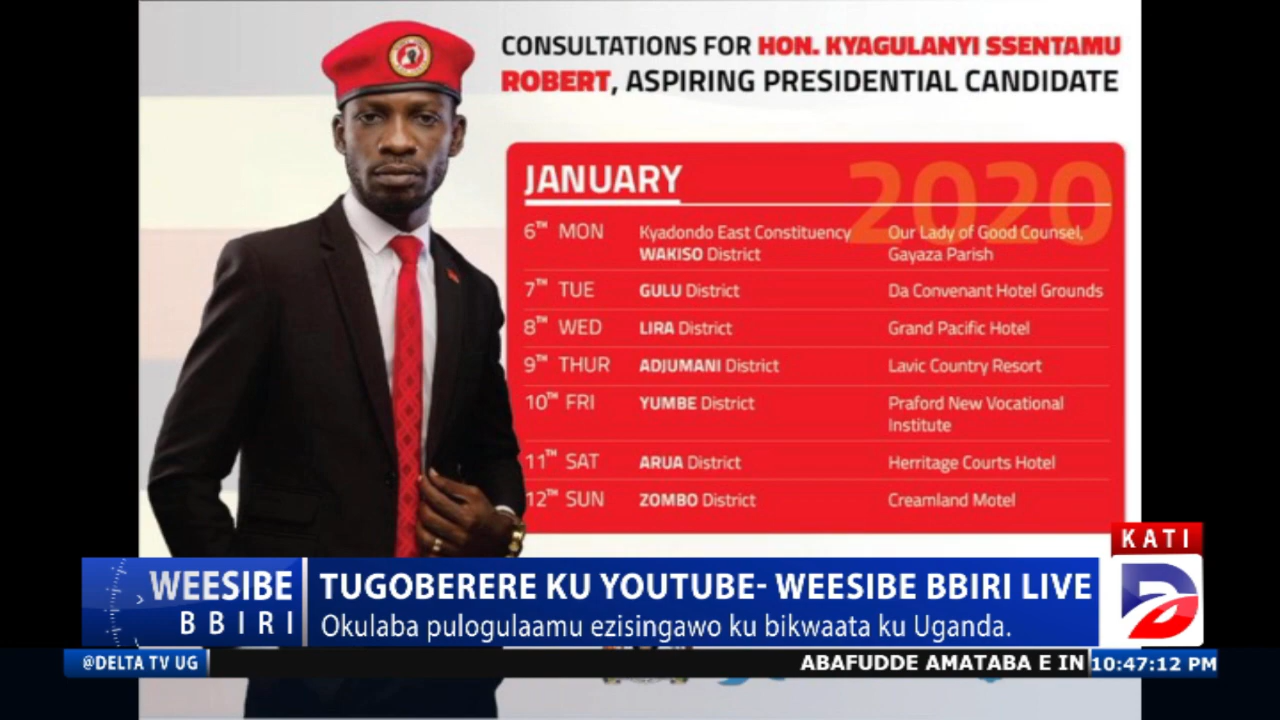 CONSULTATIONS FOR HON. KYAGULANYI SSENTAMU
ROBERT, ASPIRING PRESIDENTIAL CANDIDATE
JANUARY
2020
6TH MON Kyadondo East Constituency Our Lady of Good Counsel,
WAKISO District Gayaza Parish
7TH TUE GULU District Da Convenant Hotel Grounds
8TH WED LIRA District Grand Pacific Hotel
9TH THUR ADJUMANI District Lavic Country Resort
10TH FRI YUMBE District Praford New Vocational
Institute
11TH SAT ARUA District Herritage Courts Hotel
12TH SUN ZOMBO District Creamland Motel
KATI
WEESIBE
BBIRI
TUGOBERERE KU YOUTUBE- WEESIBE BBIRI LIVE
Okulaba pulogulaamu ezisingawo ku bikwaata ku Uganda.
@DELTA TV UG
ABAFUDDE AMATABA E IN
10:47:12 PM